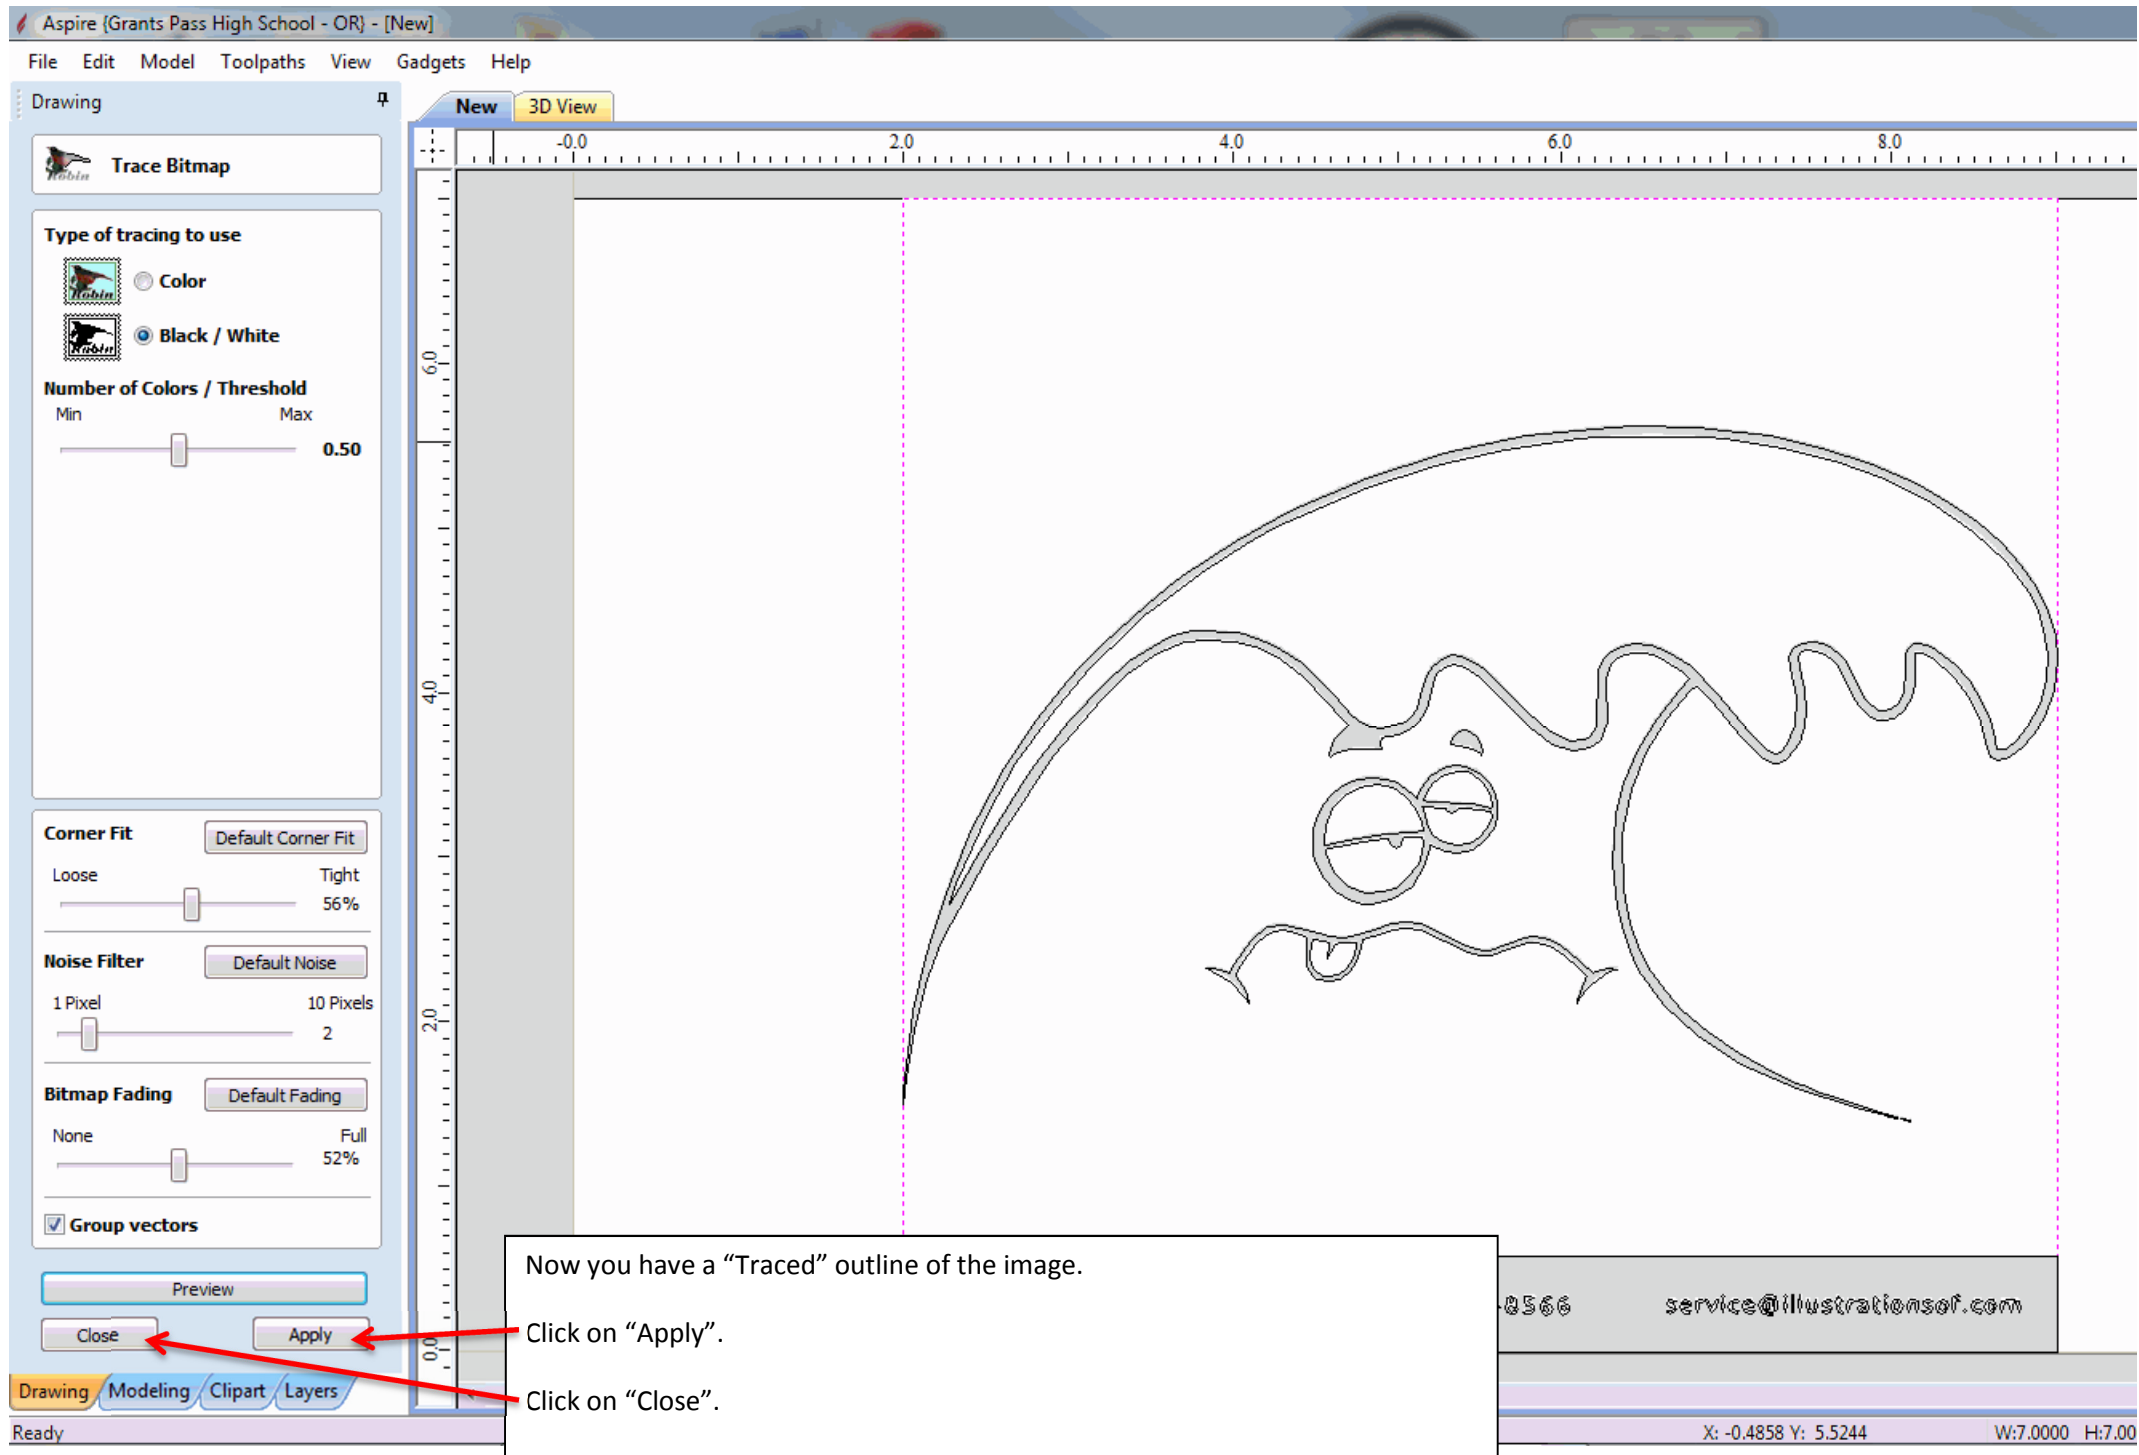 Aspire {Grants Pass High School - OR} - [New]
File Edit Model Toolpaths View Gadgets Help
Drawing
New 3D View
Trace Bitmap
-0.0 2.0 4.0 6.0 8.0
Type of tracing to use
Color
Black / White
Number of Colors / Threshold
Min Max
0.50
6.0
4.0
2.0
0.0
Corner Fit Default Corner Fit
Loose Tight
56%
Noise Filter Default Noise
1 Pixel 10 Pixels
2
Bitmap Fading Default Fading
None Full
52%
Group vectors
Preview
Close Apply
Now you have a “Traced” outline of the image.
Click on “Apply”.
Click on “Close”.
-8566 service@illustrationsof.com
Drawing Modeling Clipart Layers
Ready X: -0.4858 Y: 5.5244 W:7.0000 H:7.00